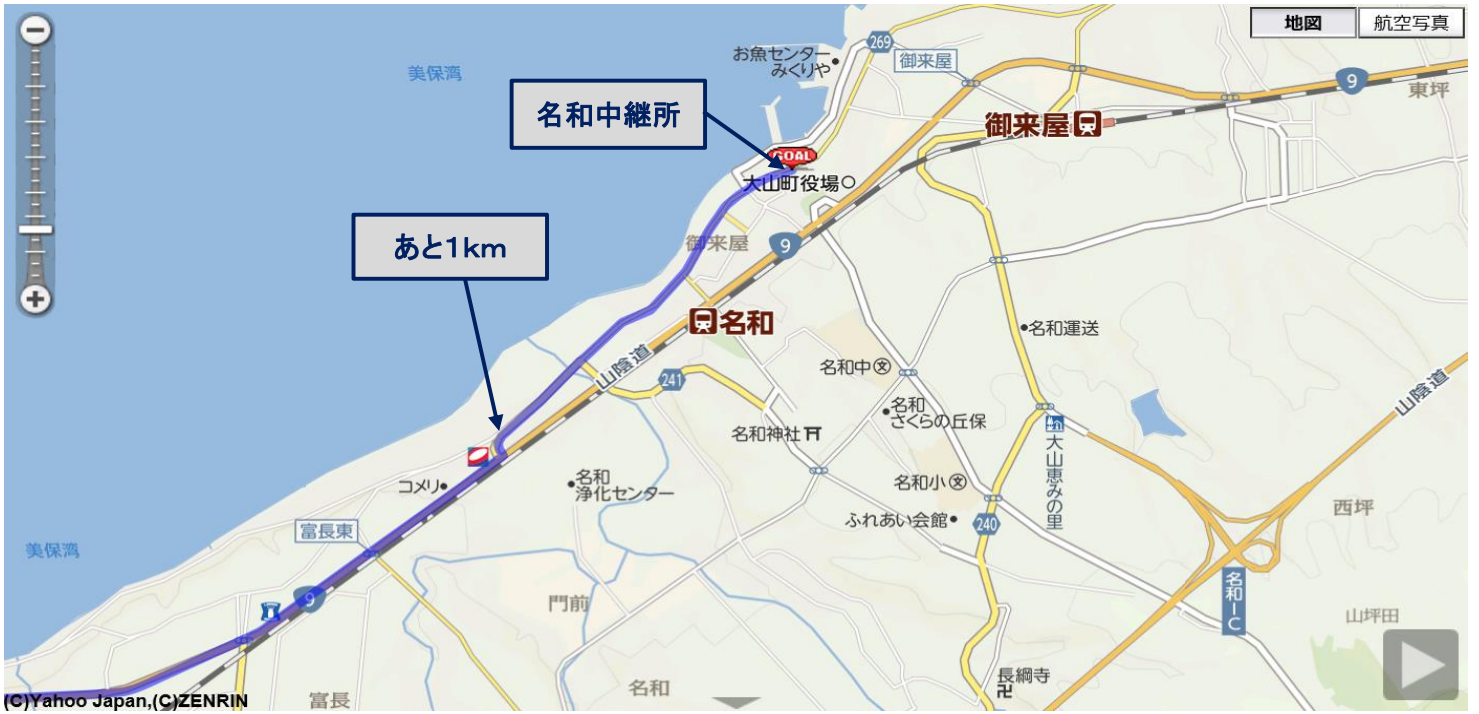 地図
航空写真
269
お魚センター
みくりや
御来屋
美保湾
9
東坪
名和中継所
御来屋
GOAL
大山町役場
あと1km
御来屋
9
名和
名和運送
山陰道
241
名和中
文
山陰道
名和
さくらの丘保
名和神社
大山恵みの里
コメリ
名和
浄化センター
名和小
文
西坪
ふれあい会館
240
富長東
美保湾
9
門前
名和IC
山坪田
長綱寺
卍
名和
富長
(C)Yahoo Japan,(C)ZENRIN